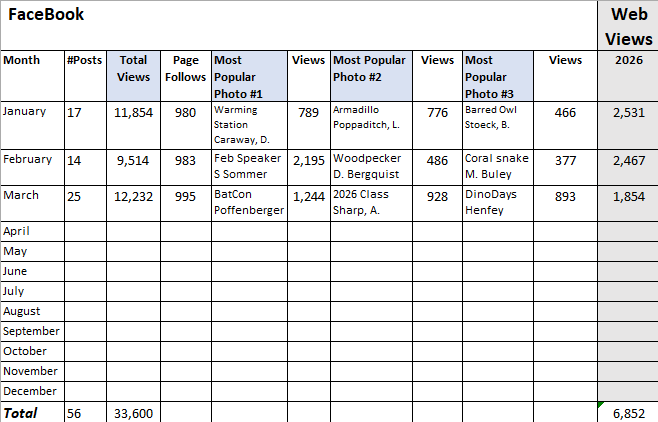 FaceBook Web Views
Month #Posts Total Views Page Follows Most Popular Photo #1 Views Most Popular Photo #2 Views Most Popular Photo #3 Views 2026
January 17 11,854 980 Warming Station Caraway, D. 789 Armadillo Poppaditch, L. 776 Barred Owl Stoeck, B. 466 2,531
February 14 9,514 983 Feb Speaker S Sommer 2,195 Woodpecker D. Bergquist 486 Coral snake M. Buley 377 2,467
March 25 12,232 995 BatCon Poffenberger 1,244 2026 Class Sharp, A. 928 DinoDays Henfey 893 1,854
April
May
June
July
August
September
October
November
December
Total 56 33,600 6,852